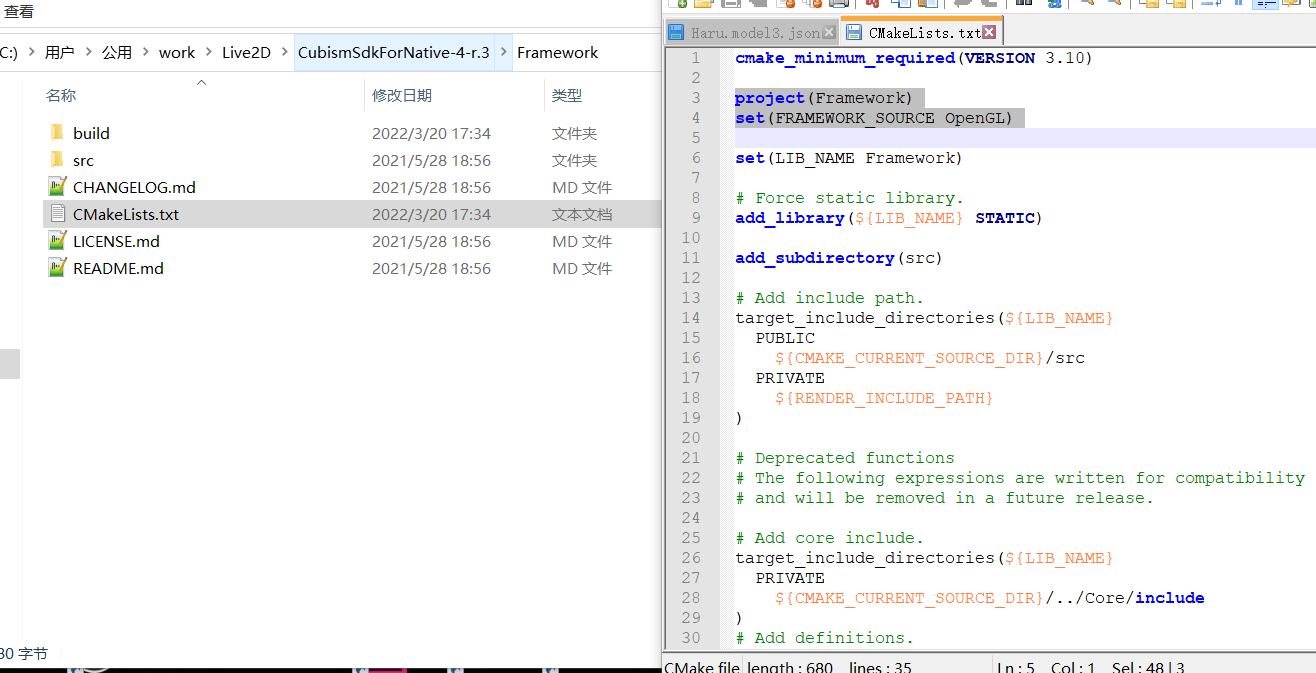 查看
C:) 用户 公用 work Live2D CubismSdkForNative-4-r.3 Framework
名称 修改日期 类型
build 2022/3/20 17:34 文件夹
src 2021/5/28 18:56 文件夹
CHANGELOG.md 2021/5/28 18:56 MD 文件
CMakeLists.txt 2022/3/20 17:34 文本文档
LICENSE.md 2021/5/28 18:56 MD 文件
README.md 2021/5/28 18:56 MD 文件
80 字节
Haru.model3.json CMakeLists.txt
1 cmake_minimum_required(VERSION 3.10)
2
3 project(Framework)
4 set(FRAMEWORK_SOURCE OpenGL)
5
6 set(LIB_NAME Framework)
7
8 # Force static library.
9 add_library(${LIB_NAME} STATIC)
10
11 add_subdirectory(src)
12
13 # Add include path.
14 target_include_directories(${LIB_NAME}
15 PUBLIC
16 ${CMAKE_CURRENT_SOURCE_DIR}/src
17 PRIVATE
18 ${RENDER_INCLUDE_PATH}
19 )
20
21 # Deprecated functions
22 # The following expressions are written for compatibility
23 # and will be removed in a future release.
24
25 # Add core include.
26 target_include_directories(${LIB_NAME}
27 PRIVATE
28 ${CMAKE_CURRENT_SOURCE_DIR}/../Core/include
29 )
30 # Add definitions.
CMake file length : 680 lines : 35 Ln : 5 Col : 1 Sel : 48 | 3